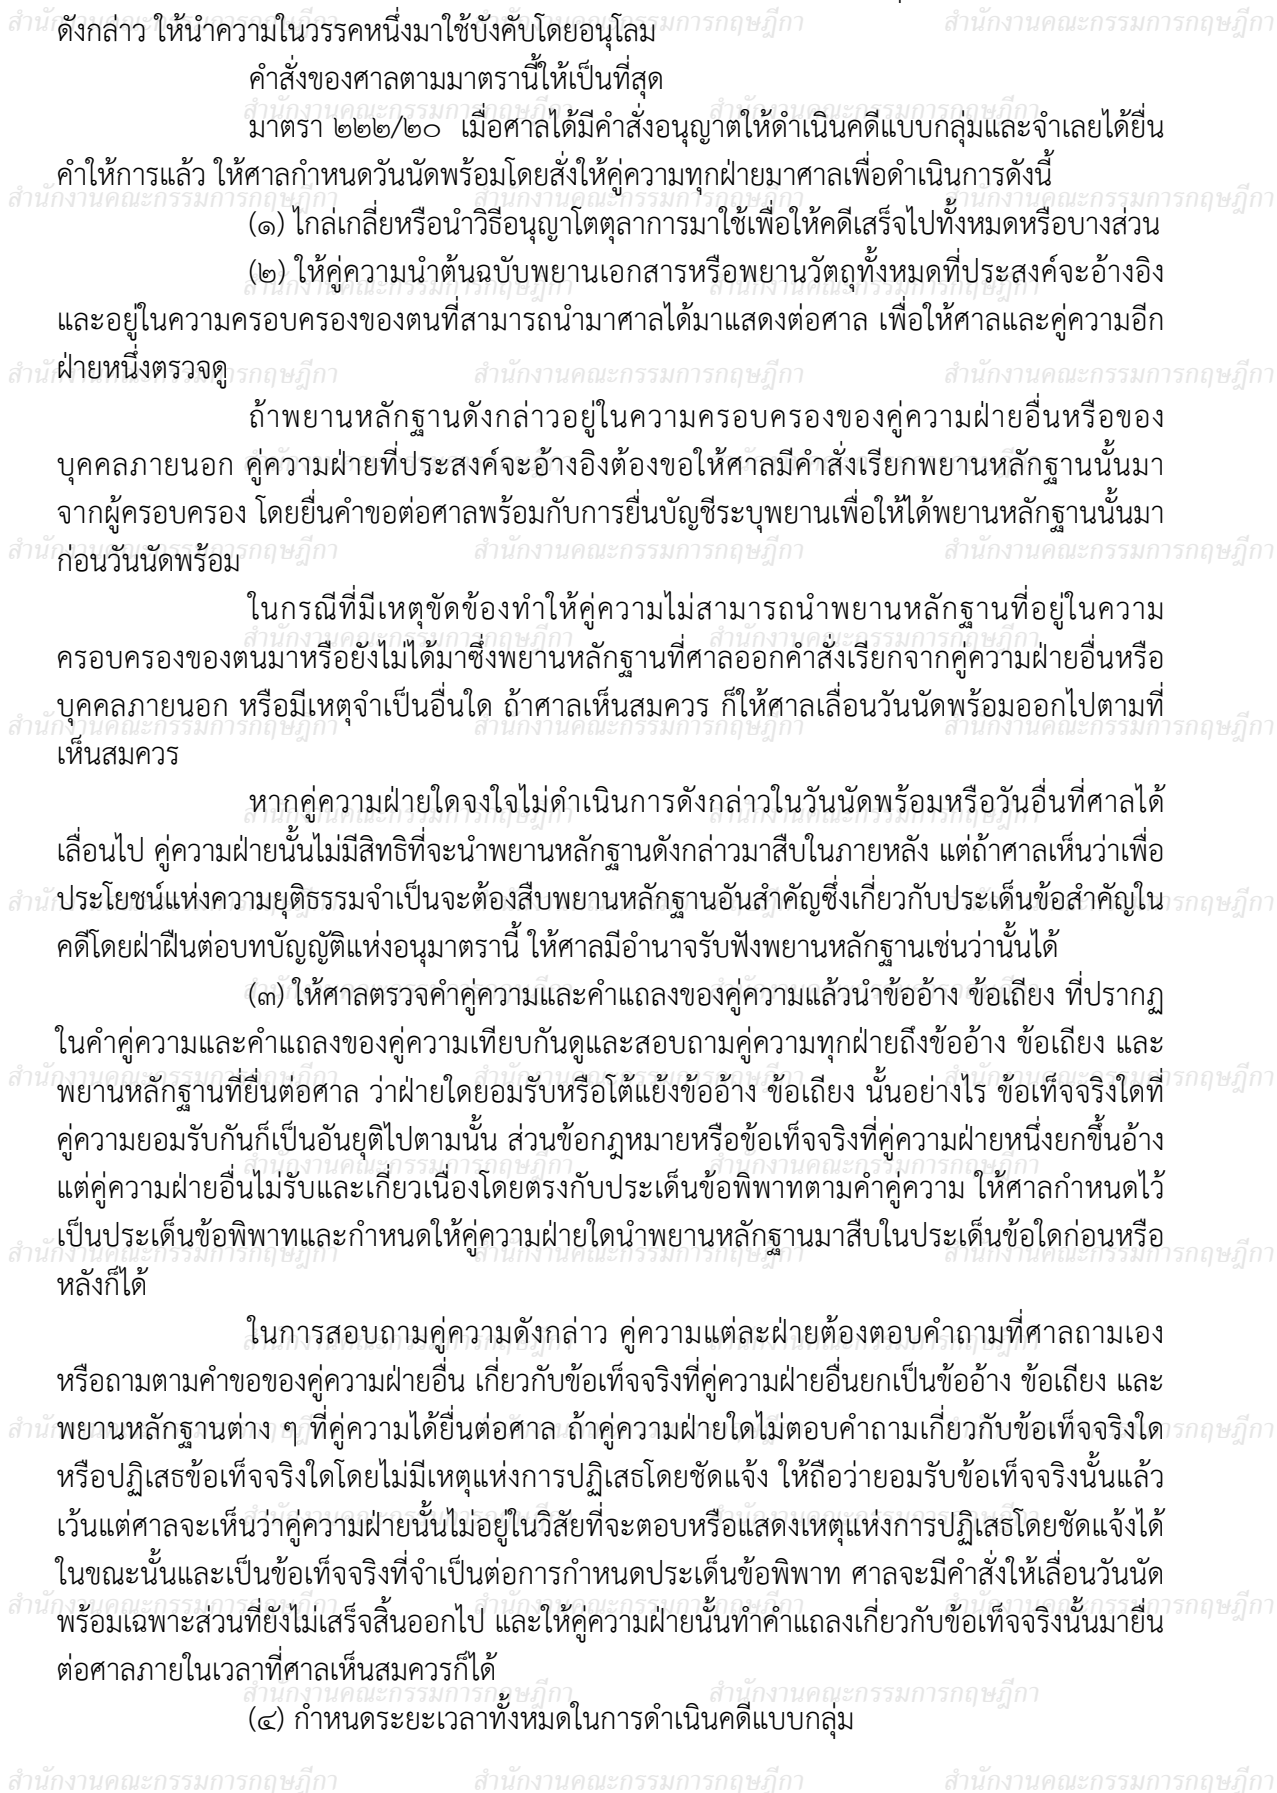 ดังกล่าว ให้นำความในวรรคหนึ่งมาใช้บังคับโดยอนุโลม
คำสั่งของศาลตามมาตรานี้ให้เป็นที่สุด
มาตรา ๒๒๒/๒๐ เมื่อศาลได้มีคำสั่งอนุญาตให้ดำเนินคดีแบบกลุ่มและจำเลยได้ยื่น
คำให้การแล้ว ให้ศาลกำหนดวันนัดพร้อมโดยสั่งให้คู่ความทุกฝ่ายมาศาลเพื่อดำเนินการดังนี้
(๑) ไกล่เกลี่ยหรือนำวิธีอนุญาโตตุลาการมาใช้เพื่อให้คดีเสร็จไปทั้งหมดหรือบางส่วน
(๒) ให้คู่ความนำต้นฉบับพยานเอกสารหรือพยานวัตถุทั้งหมดที่ประสงค์จะอ้างอิง
และอยู่ในความครอบครองของตนที่สามารถนำมาศาลได้มาแสดงต่อศาล เพื่อให้ศาลและคู่ความอีก
ฝ่ายหนึ่งตรวจดู
ถ้าพยานหลักฐานดังกล่าวอยู่ในความครอบครองของคู่ความฝ่ายอื่นหรือของ
บุคคลภายนอก คู่ความฝ่ายที่ประสงค์จะอ้างอิงต้องขอให้ศาลมีคำสั่งเรียกพยานหลักฐานนั้นมา
จากผู้ครอบครอง โดยยื่นคำขอต่อศาลพร้อมกับการยื่นบัญชีระบุพยานเพื่อให้ได้พยานหลักฐานนั้นมา
ก่อนวันนัดพร้อม
ในกรณีที่มีเหตุขัดข้องทำให้คู่ความไม่สามารถนำพยานหลักฐานที่อยู่ในความ
ครอบครองของตนมาหรือยังไม่ได้มาซึ่งพยานหลักฐานที่ศาลออกคำสั่งเรียกจากคู่ความฝ่ายอื่นหรือ
บุคคลภายนอก หรือมีเหตุจำเป็นอื่นใด ถ้าศาลเห็นสมควร ก็ให้ศาลเลื่อนวันนัดพร้อมออกไปตามที่
เห็นสมควร
หากคู่ความฝ่ายใดจงใจไม่ดำเนินการดังกล่าวในวันนัดพร้อมหรือวันอื่นที่ศาลได้
เลื่อนไป คู่ความฝ่ายนั้นไม่มีสิทธิที่จะนำพยานหลักฐานดังกล่าวมาสืบในภายหลัง แต่ถ้าศาลเห็นว่าเพื่อ
ประโยชน์แห่งความยุติธรรมจำเป็นจะต้องสืบพยานหลักฐานอันสำคัญซึ่งเกี่ยวกับประเด็นข้อสำคัญใน
คดีโดยฝ่าฝืนต่อบทบัญญัติแห่งอนุมาตรานี้ ให้ศาลมีอำนาจรับฟังพยานหลักฐานเช่นว่านั้นได้
(๓) ให้ศาลตรวจคำคู่ความและคำแถลงของคู่ความแล้วนำข้ออ้าง ข้อเถียง ที่ปรากฏ
ในคำคู่ความและคำแถลงของคู่ความเทียบกันดูและสอบถามคู่ความทุกฝ่ายถึงข้ออ้าง ข้อเถียง และ
พยานหลักฐานที่ยื่นต่อศาล ว่าฝ่ายใดยอมรับหรือโต้แย้งข้ออ้าง ข้อเถียง นั้นอย่างไร ข้อเท็จจริงใดที่
คู่ความยอมรับกันก็เป็นอันยุติไปตามนั้น ส่วนข้อกฎหมายหรือข้อเท็จจริงที่คู่ความฝ่ายหนึ่งยกขึ้นอ้าง
แต่คู่ความฝ่ายอื่นไม่รับและเกี่ยวเนื่องโดยตรงกับประเด็นข้อพิพาทตามคำคู่ความ ให้ศาลกำหนดไว้
เป็นประเด็นข้อพิพาทและกำหนดให้คู่ความฝ่ายใดนำพยานหลักฐานมาสืบในประเด็นข้อใดก่อนหรือ
หลังก็ได้
ในการสอบถามคู่ความดังกล่าว คู่ความแต่ละฝ่ายต้องตอบคำถามที่ศาลถามเอง
หรือถามตามคำขอของคู่ความฝ่ายอื่น เกี่ยวกับข้อเท็จจริงที่คู่ความฝ่ายอื่นยกเป็นข้ออ้าง ข้อเถียง และ
พยานหลักฐานต่าง ๆ ที่คู่ความได้ยื่นต่อศาล ถ้าคู่ความฝ่ายใดไม่ตอบคำถามเกี่ยวกับข้อเท็จจริงใด
หรือปฏิเสธข้อเท็จจริงใดโดยไม่มีเหตุแห่งการปฏิเสธโดยชัดแจ้ง ให้ถือว่ายอมรับข้อเท็จจริงนั้นแล้ว
เว้นแต่ศาลจะเห็นว่าคู่ความฝ่ายนั้นไม่อยู่ในวิสัยที่จะตอบหรือแสดงเหตุแห่งการปฏิเสธโดยชัดแจ้งได้
ในขณะนั้นและเป็นข้อเท็จจริงที่จำเป็นต่อการกำหนดประเด็นข้อพิพาท ศาลจะมีคำสั่งให้เลื่อนวันนัด
พร้อมเฉพาะส่วนที่ยังไม่เสร็จสิ้นออกไป และให้คู่ความฝ่ายนั้นทำคำแถลงเกี่ยวกับข้อเท็จจริงนั้นมายื่น
ต่อศาลภายในเวลาที่ศาลเห็นสมควรก็ได้
(๔) กำหนดระยะเวลาทั้งหมดในการดำเนินคดีแบบกลุ่ม
สำนักงานคณะกรรมการกฤษฎีกา สำนักงานคณะกรรมการกฤษฎีกา สำนักงานคณะกรรมการกฤษฎีกา